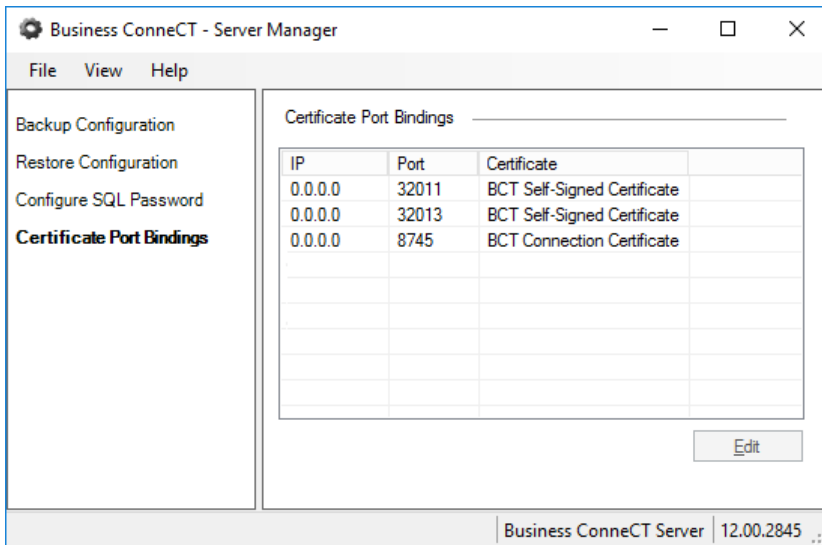 Business ConneCT - Server Manager
File View Help
Backup Configuration
Restore Configuration
Configure SQL Password
Certificate Port Bindings
Certificate Port Bindings
IP Port Certificate
0.0.0.0 32011 BCT Self-Signed Certificate
0.0.0.0 32013 BCT Self-Signed Certificate
0.0.0.0 8745 BCT Connection Certificate
Edit
Business ConneCT Server 12.00.2845